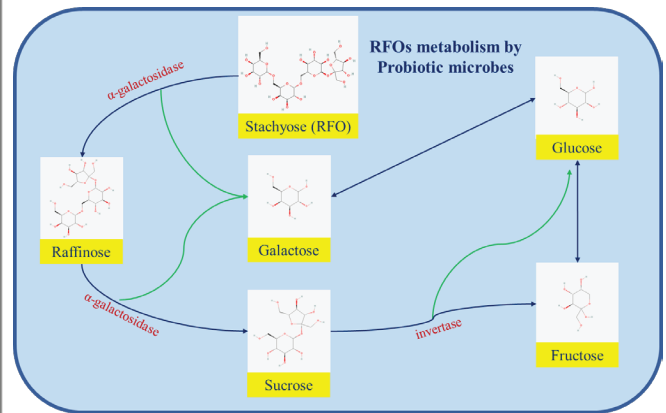 RFOs metabolism by
Probiotic microbes
α-galactosidase
Stachyose (RFO)
Glucose
Raffinose
Galactose
α-galactosidase
invertase
Sucrose
Fructose